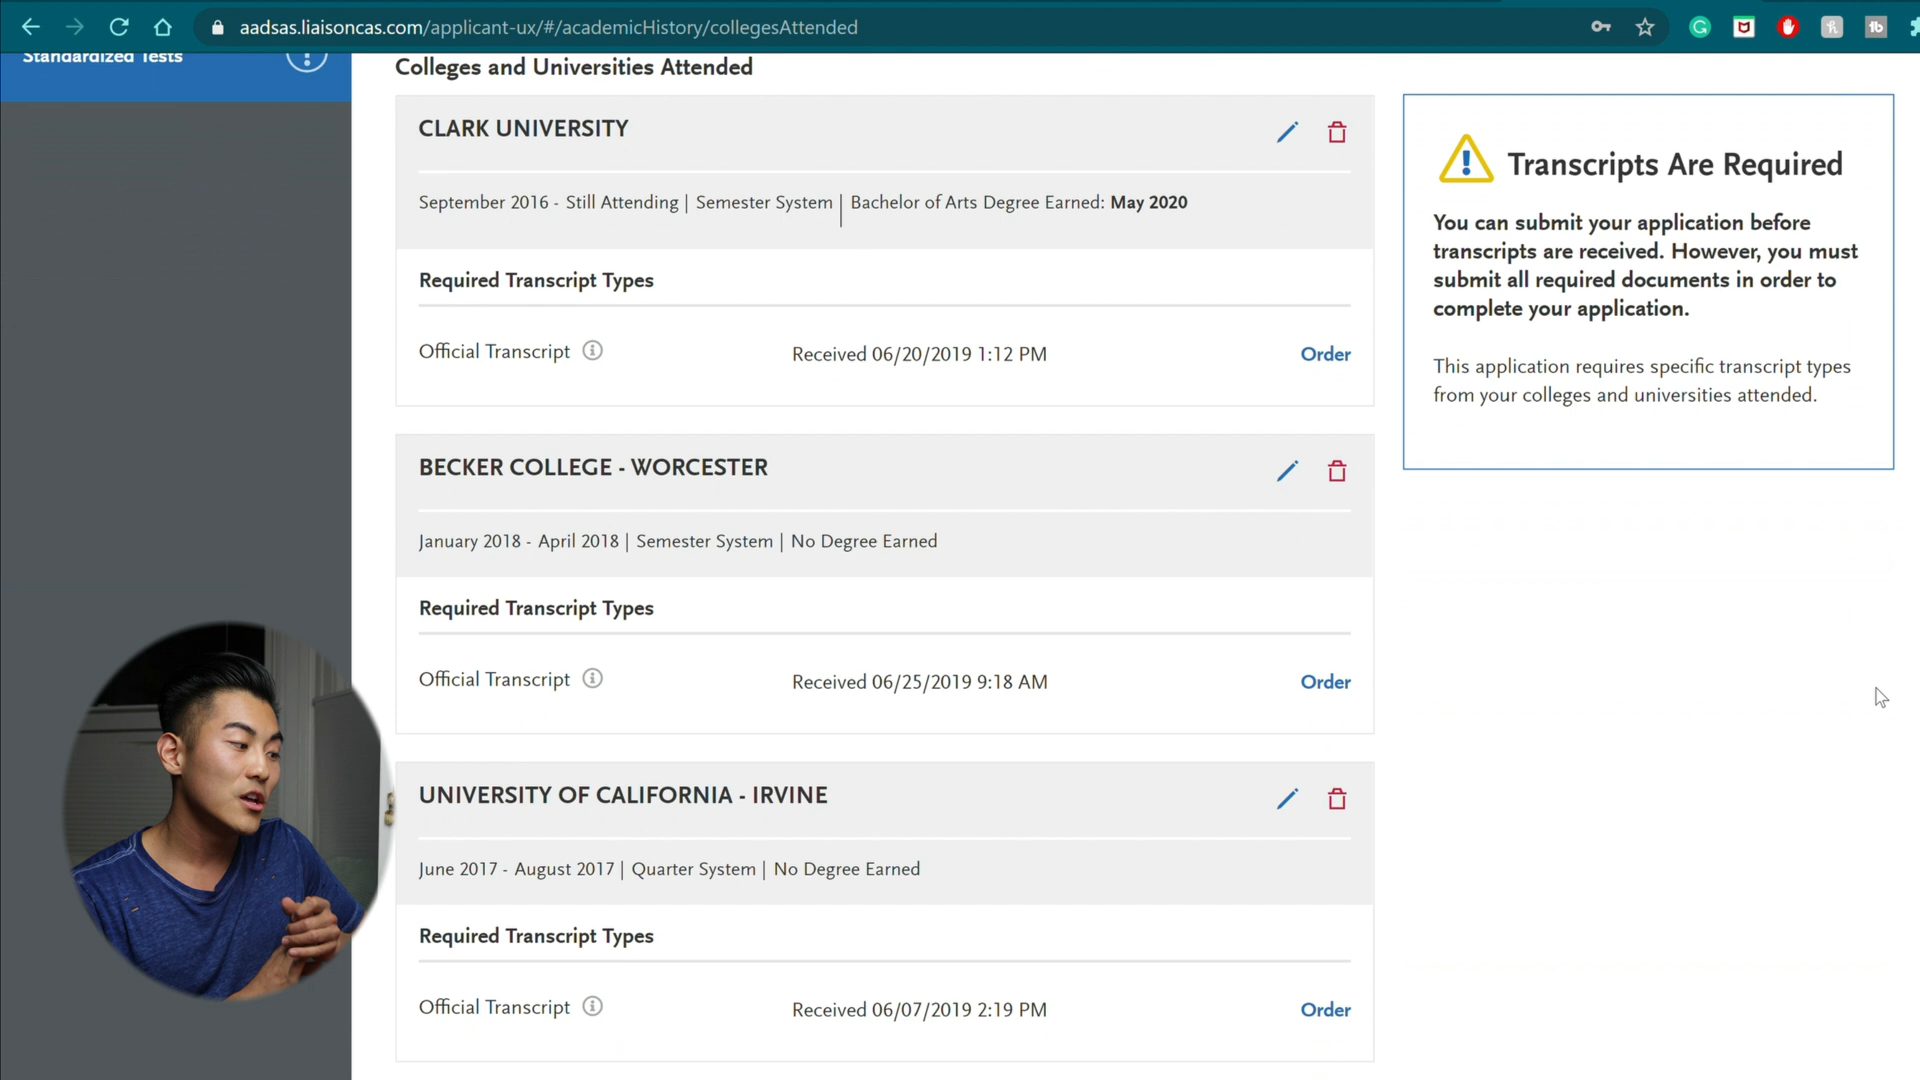 aadsas.liaisoncas.com/applicant-ux/#/academicHistory/collegesAttended
Standardized Tests
Colleges and Universities Attended
CLARK UNIVERSITY
September 2016 - Still Attending | Semester System | Bachelor of Arts Degree Earned: May 2020
Required Transcript Types
Official Transcript Received 06/20/2019 1:12 PM Order
BECKER COLLEGE - WORCESTER
January 2018 - April 2018 | Semester System | No Degree Earned
Required Transcript Types
Official Transcript Received 06/25/2019 9:18 AM Order
UNIVERSITY OF CALIFORNIA - IRVINE
June 2017 - August 2017 | Quarter System | No Degree Earned
Required Transcript Types
Official Transcript Received 06/07/2019 2:19 PM Order
Transcripts Are Required
You can submit your application before
transcripts are received. However, you must
submit all required documents in order to
complete your application.
This application requires specific transcript types
from your colleges and universities attended.